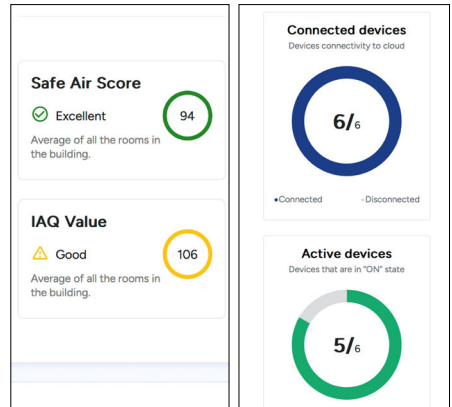 Safe Air Score
Excellent
94
Average of all the rooms in
the building.
IAQ Value
Good
106
Average of all the rooms in
the building.
Connected devices
Devices connectivity to cloud
6/6
Connected
Disconnected
Active devices
Devices that are in "ON" state
5/6